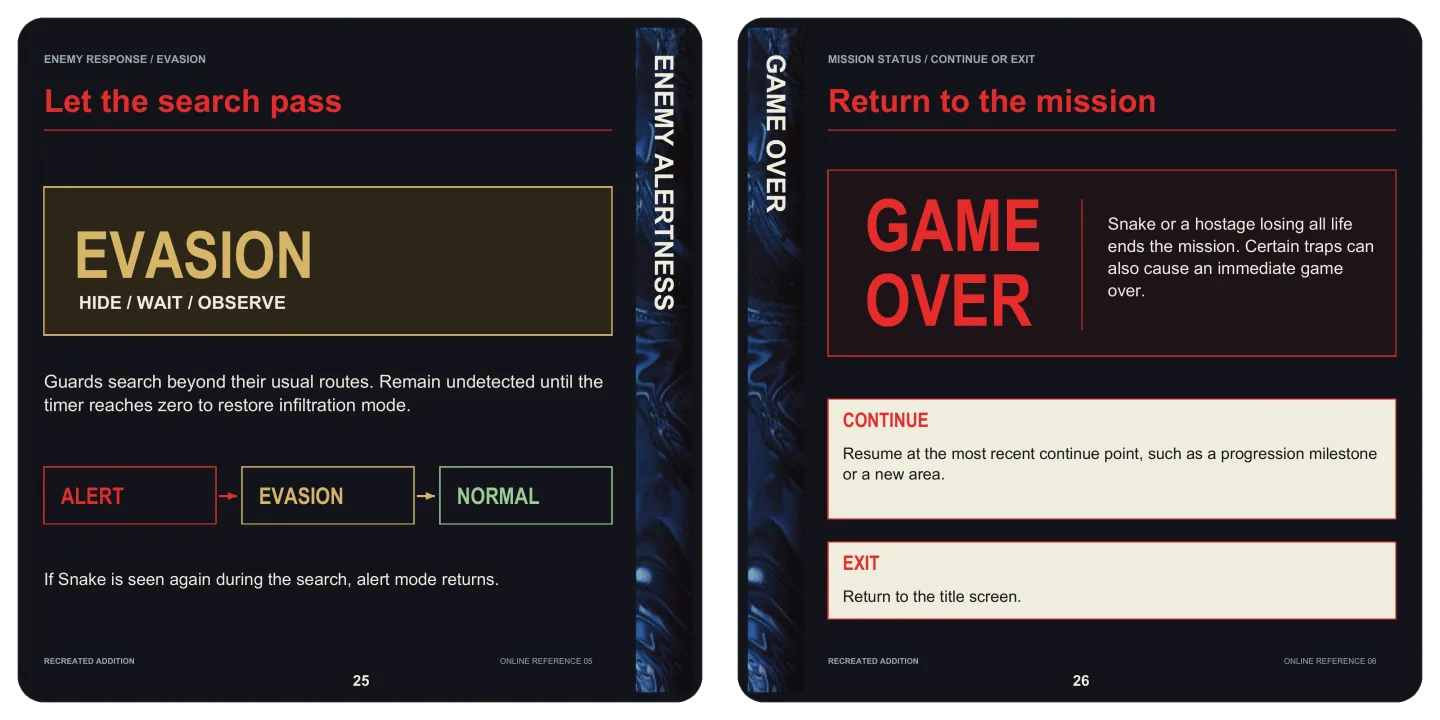 ENEMY RESPONSE / EVASION
Let the search pass
EVASION
HIDE / WAIT / OBSERVE
Guards search beyond their usual routes. Remain undetected until the
timer reaches zero to restore infiltration mode.
ALERT
EVASION
NORMAL
If Snake is seen again during the search, alert mode returns.
RECREATED ADDITION
ONLINE REFERENCE 05
25
ENEMY ALERTNESS
GAME OVER
MISSION STATUS / CONTINUE OR EXIT
Return to the mission
GAME
OVER
Snake or a hostage losing all life
ends the mission. Certain traps can
also cause an immediate game
over.
CONTINUE
Resume at the most recent continue point, such as a progression milestone
or a new area.
EXIT
Return to the title screen.
RECREATED ADDITION
ONLINE REFERENCE 06
26